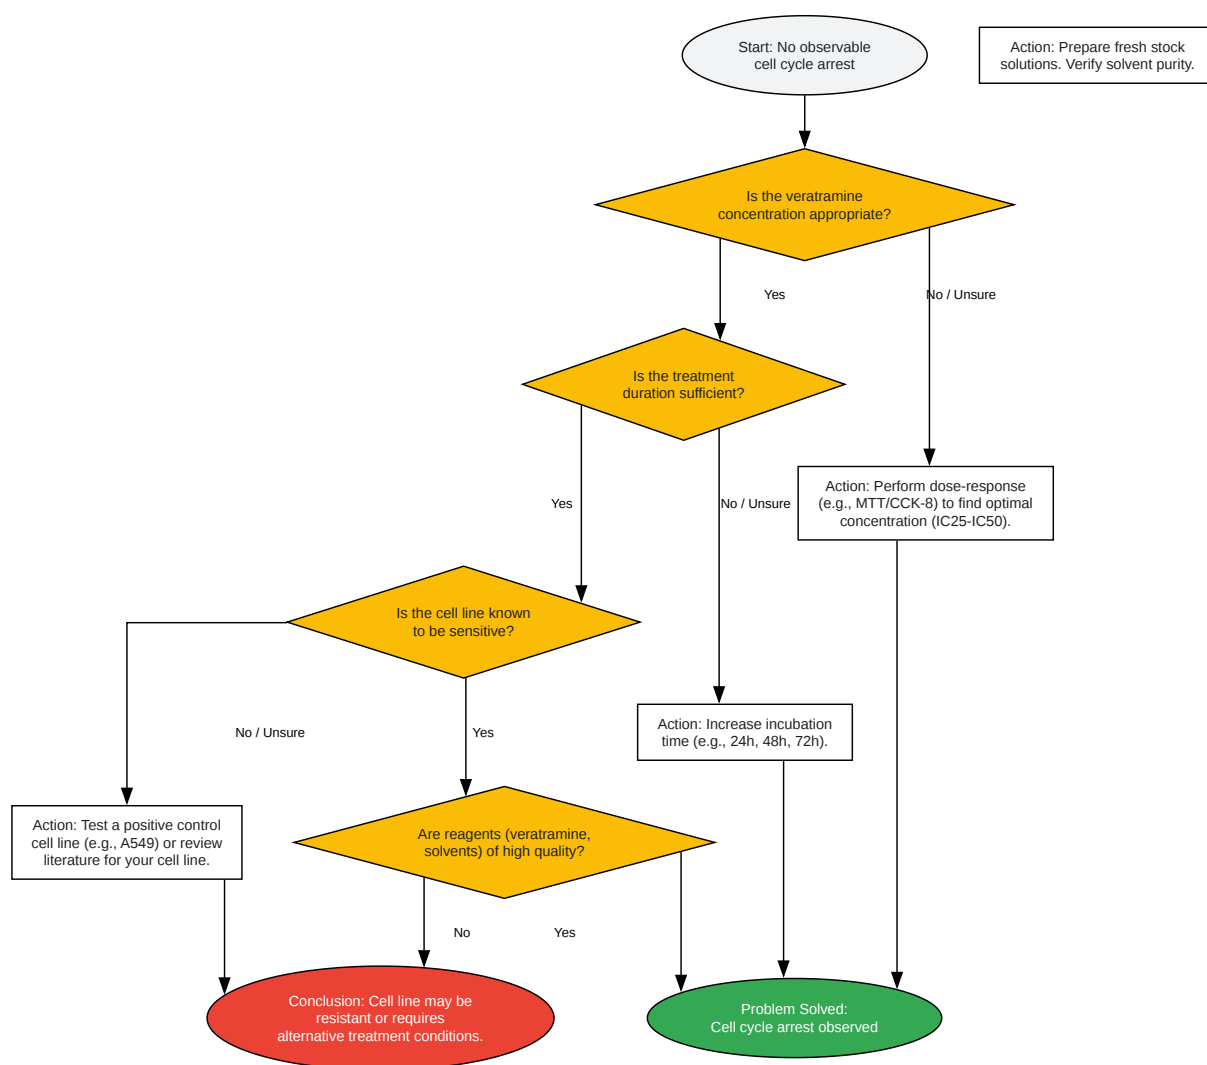 Start: No observable
cell cycle arrest
Action: Prepare fresh stock
solutions. Verify solvent purity.
Is the veratramine
concentration appropriate?
Yes
No / Unsure
Is the treatment
duration sufficient?
Yes
No / Unsure
Action: Perform dose-response
(e.g., MTT/CCK-8) to find optimal
concentration (IC25-IC50).
Is the cell line known
to be sensitive?
No / Unsure
Yes
Action: Increase incubation
time (e.g., 24h, 48h, 72h).
Action: Test a positive control
cell line (e.g., A549) or review
literature for your cell line.
Are reagents (veratramine,
solvents) of high quality?
No
Yes
Conclusion: Cell line may be
resistant or requires
alternative treatment conditions.
Problem Solved:
Cell cycle arrest observed